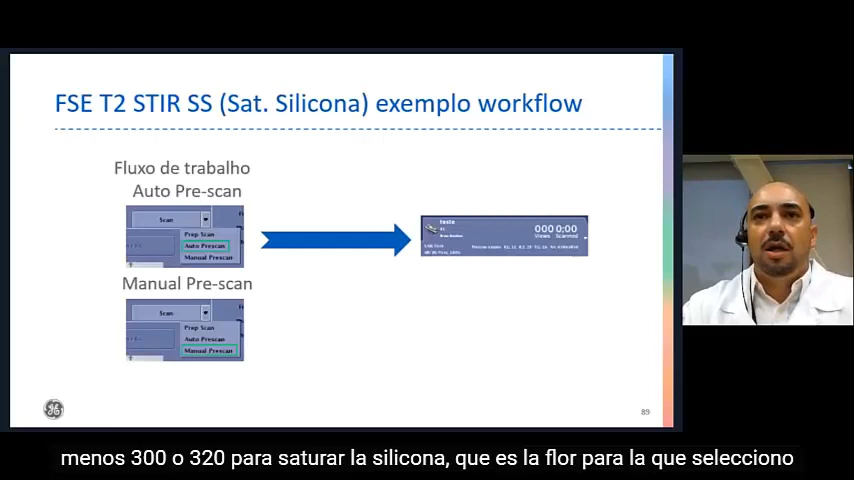 FSE T2 STIR SS (Sat. Silicona) exemplo workflow
Fluxo de trabalho
Auto Pre-scan
Scan
Prep Scan
Auto Prescan
Manual Prescan
teste
000 0:00
Views Scanned
Manual Pre-scan
Scan
Prep Scan
Auto Prescan
Manual Prescan
89
menos 300 o 320 para saturar la silicona, que es la flor para la que selecciono